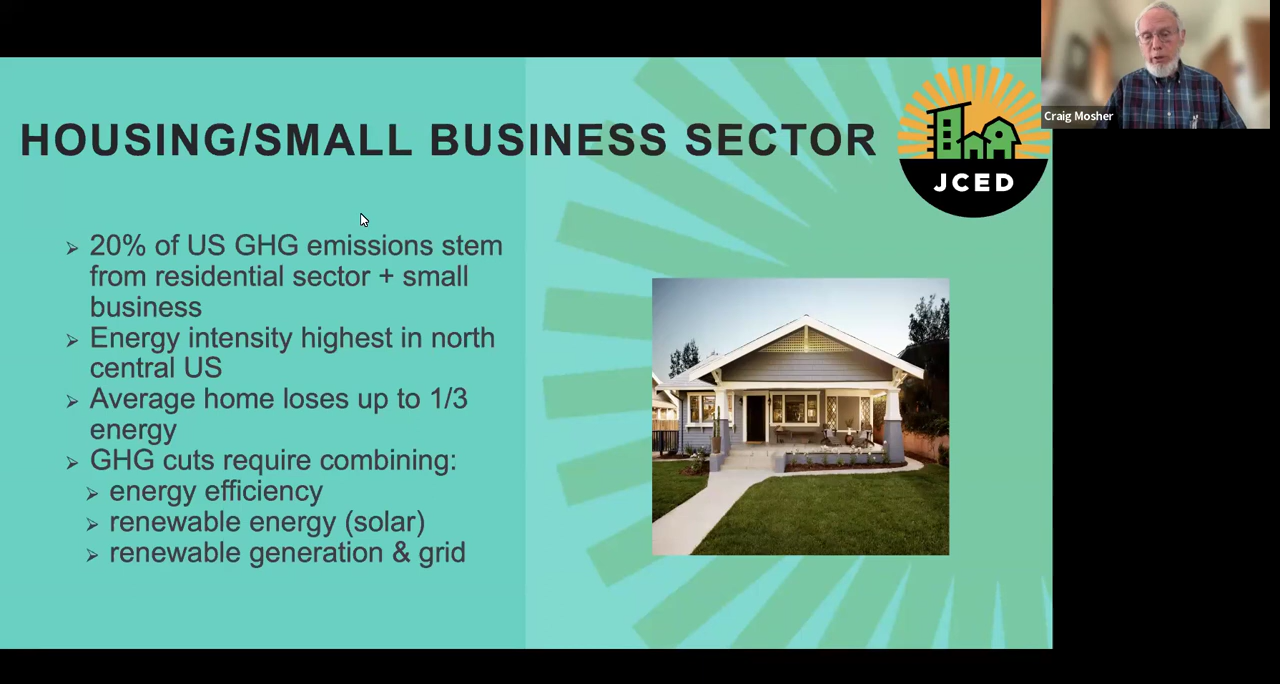 HOUSING/SMALL BUSINESS SECTOR
JCED
Craig Mosher
20% of US GHG emissions stem
from residential sector + small
business
Energy intensity highest in north
central US
Average home loses up to 1/3
energy
GHG cuts require combining:
energy efficiency
renewable energy (solar)
renewable generation & grid